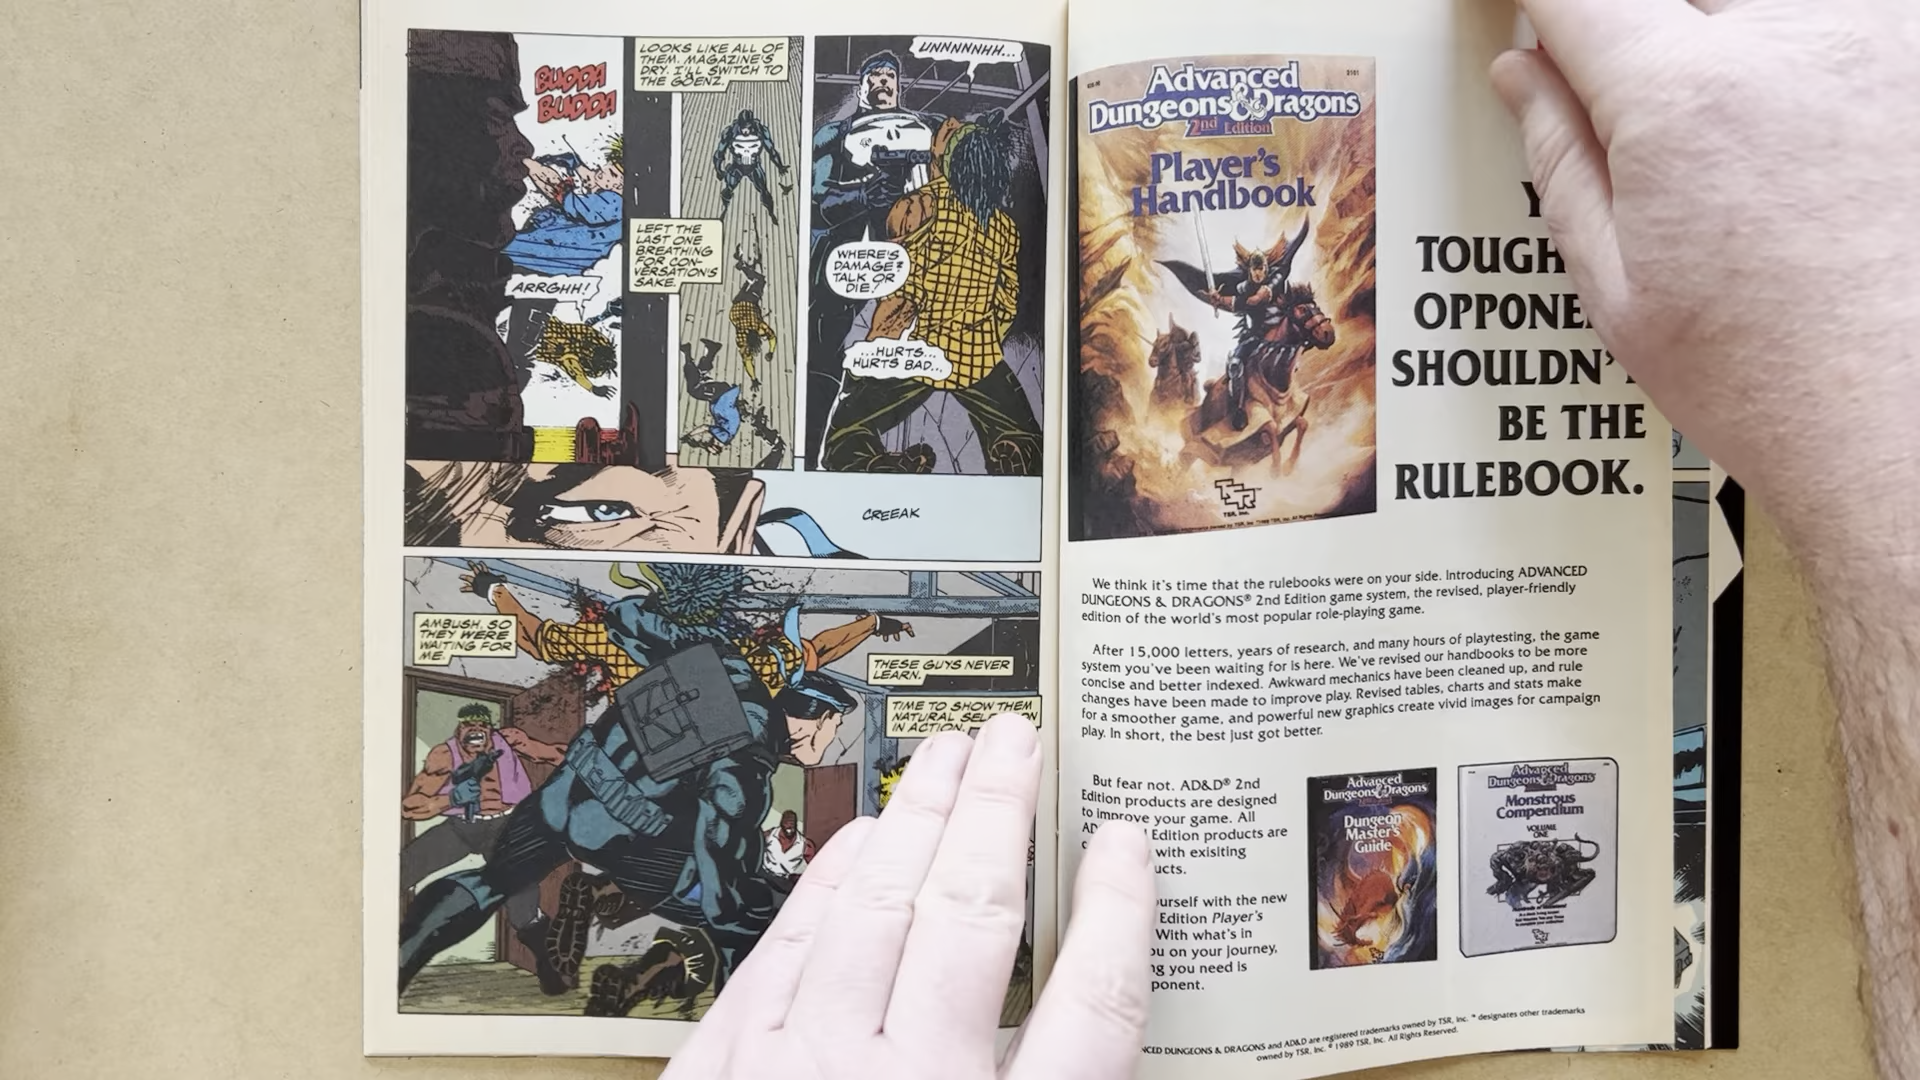 BUDDA
BUDDA
ARRGHH!
LOOKS LIKE ALL OF
THEM. MAGAZINE'S
DRY. I'LL SWITCH TO
THE GOENZ.
LEFT THE
LAST ONE
BREATHING
FOR CON-
VERSATION'S
SAKE.
UNNNNNHH...
WHERE'S
DAMAGE?
TALK OR
DIE!
...HURTS...
HURTS BAD...
CREEAK
AMBUSH. SO
THEY WERE
WAITING FOR
ME.
THESE GUYS NEVER
LEARN.
TIME TO SHOW THEM
NATURAL
IN ACTION.
Advanced
Dungeons & Dragons
2nd Edition
Player's
Handbook
TSR
TSR, Inc.
TOUGH
SHOULDN'T
BE THE
RULEBOOK.
We think it's time that the rulebooks were on your side. Introducing ADVANCED
DUNGEONS & DRAGONS® 2nd Edition game system, the revised, player-friendly
edition of the world's most popular role-playing game.
After 15,000 letters, years of research, and many hours of playtesting, the game
system you've been waiting for is here. We've revised our handbooks to be more
concise and better indexed. Awkward mechanics have been cleaned up, and rule
changes have been made to improve play. Revised tables, charts and stats make
for a smoother game, and powerful new graphics create vivid images for campaign
play. In short, the best just got better.
But fear not. AD&D® 2nd
Edition products are designed
to improve your game. All
Edition products are
with exisiting
ucts.
urself with the new
Edition Player's
With what's in
ou on your journey,
ng you need is
ponent.
Advanced
Dungeons & Dragons
Dungeon
Master's
Guide
Advanced
Dungeons & Dragons
Monstrous
Compendium
VOLUME
ONE
NCED DUNGEONS & DRAGONS and AD&D are registered trademarks owned by TSR, Inc. ™ designates other trademarks
owned by TSR, Inc. © 1989 TSR, Inc. All Rights Reserved.